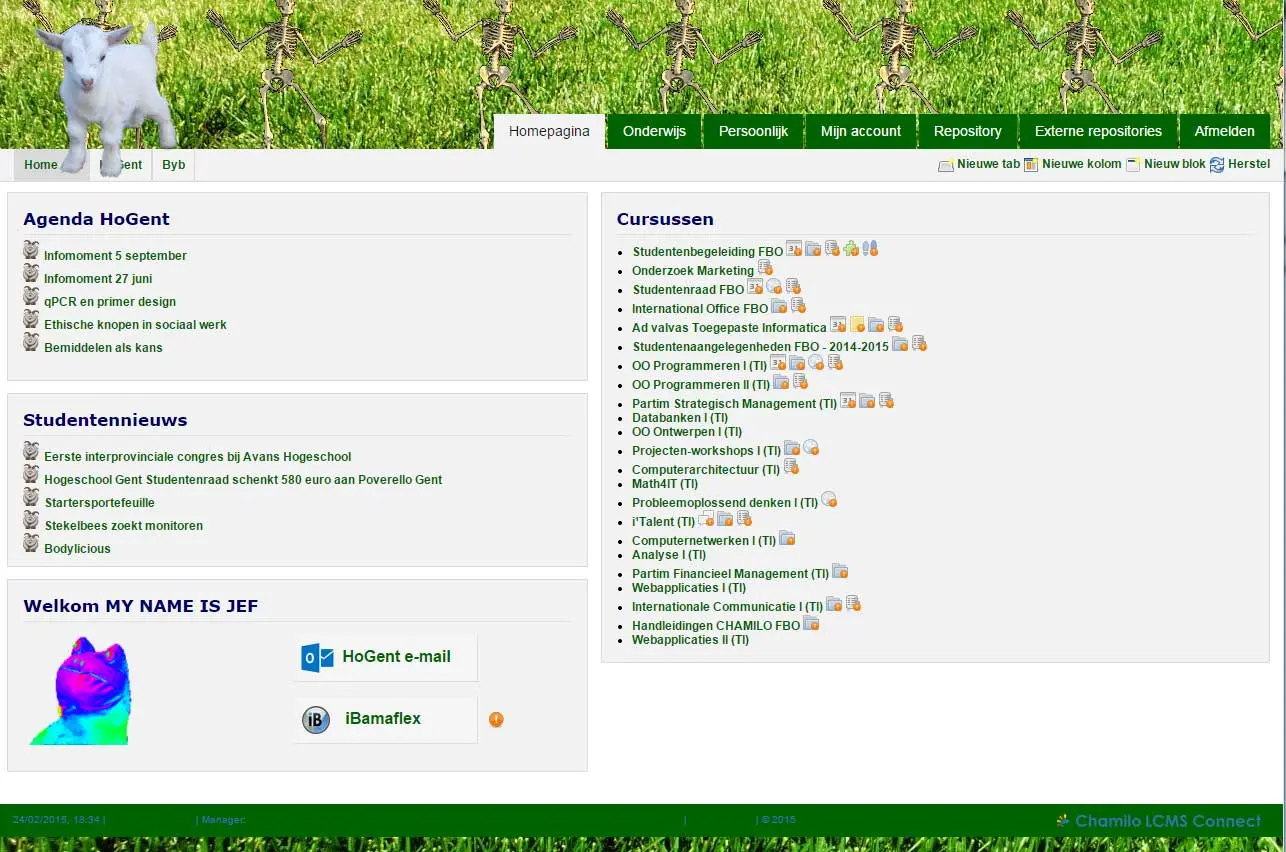 Homepagina Onderwijs Persoonlijk Mijn account Repository Externe repositories Afmelden
Home Byb Nieuwe tab Nieuwe kolom Nieuw blok Herstel
Agenda HoGent
Infomoment 5 september
Infomoment 27 juni
qPCR en primer design
Ethische knopen in sociaal werk
Bemiddelen als kans
Studentennieuws
Eerste interprovinciale congres bij Avans Hogeschool
Hogeschool Gent Studentenraad schenkt 580 euro aan Poverello Gent
Startersportefeuille
Stekelbees zoekt monitoren
Bodylicious
Welkom MY NAME IS JEF
HoGent e-mail
iB iBamaflex
Cursussen
Studentenbegeleiding FBO
Onderzoek Marketing
Studentenraad FBO
International Office FBO
Ad valvas Toegepaste Informatica
Studentenaangelegenheden FBO - 2014-2015
OO Programmeren I (TI)
OO Programmeren II (TI)
Partim Strategisch Management (TI)
Databanken I (TI)
OO Ontwerpen I (TI)
Projecten-workshops I (TI)
Computerarchitectuur (TI)
Math4IT (TI)
Probleemoplossend denken I (TI)
i'Talent (TI)
Computernetwerken I (TI)
Analyse I (TI)
Partim Financieel Management (TI)
Webapplicaties I (TI)
Internationale Communicatie I (TI)
Handleidingen CHAMILO FBO
Webapplicaties II (TI)
24/02/2015, 18:34 | | Manager: | | © 2015 Chamilo LCMS Connect